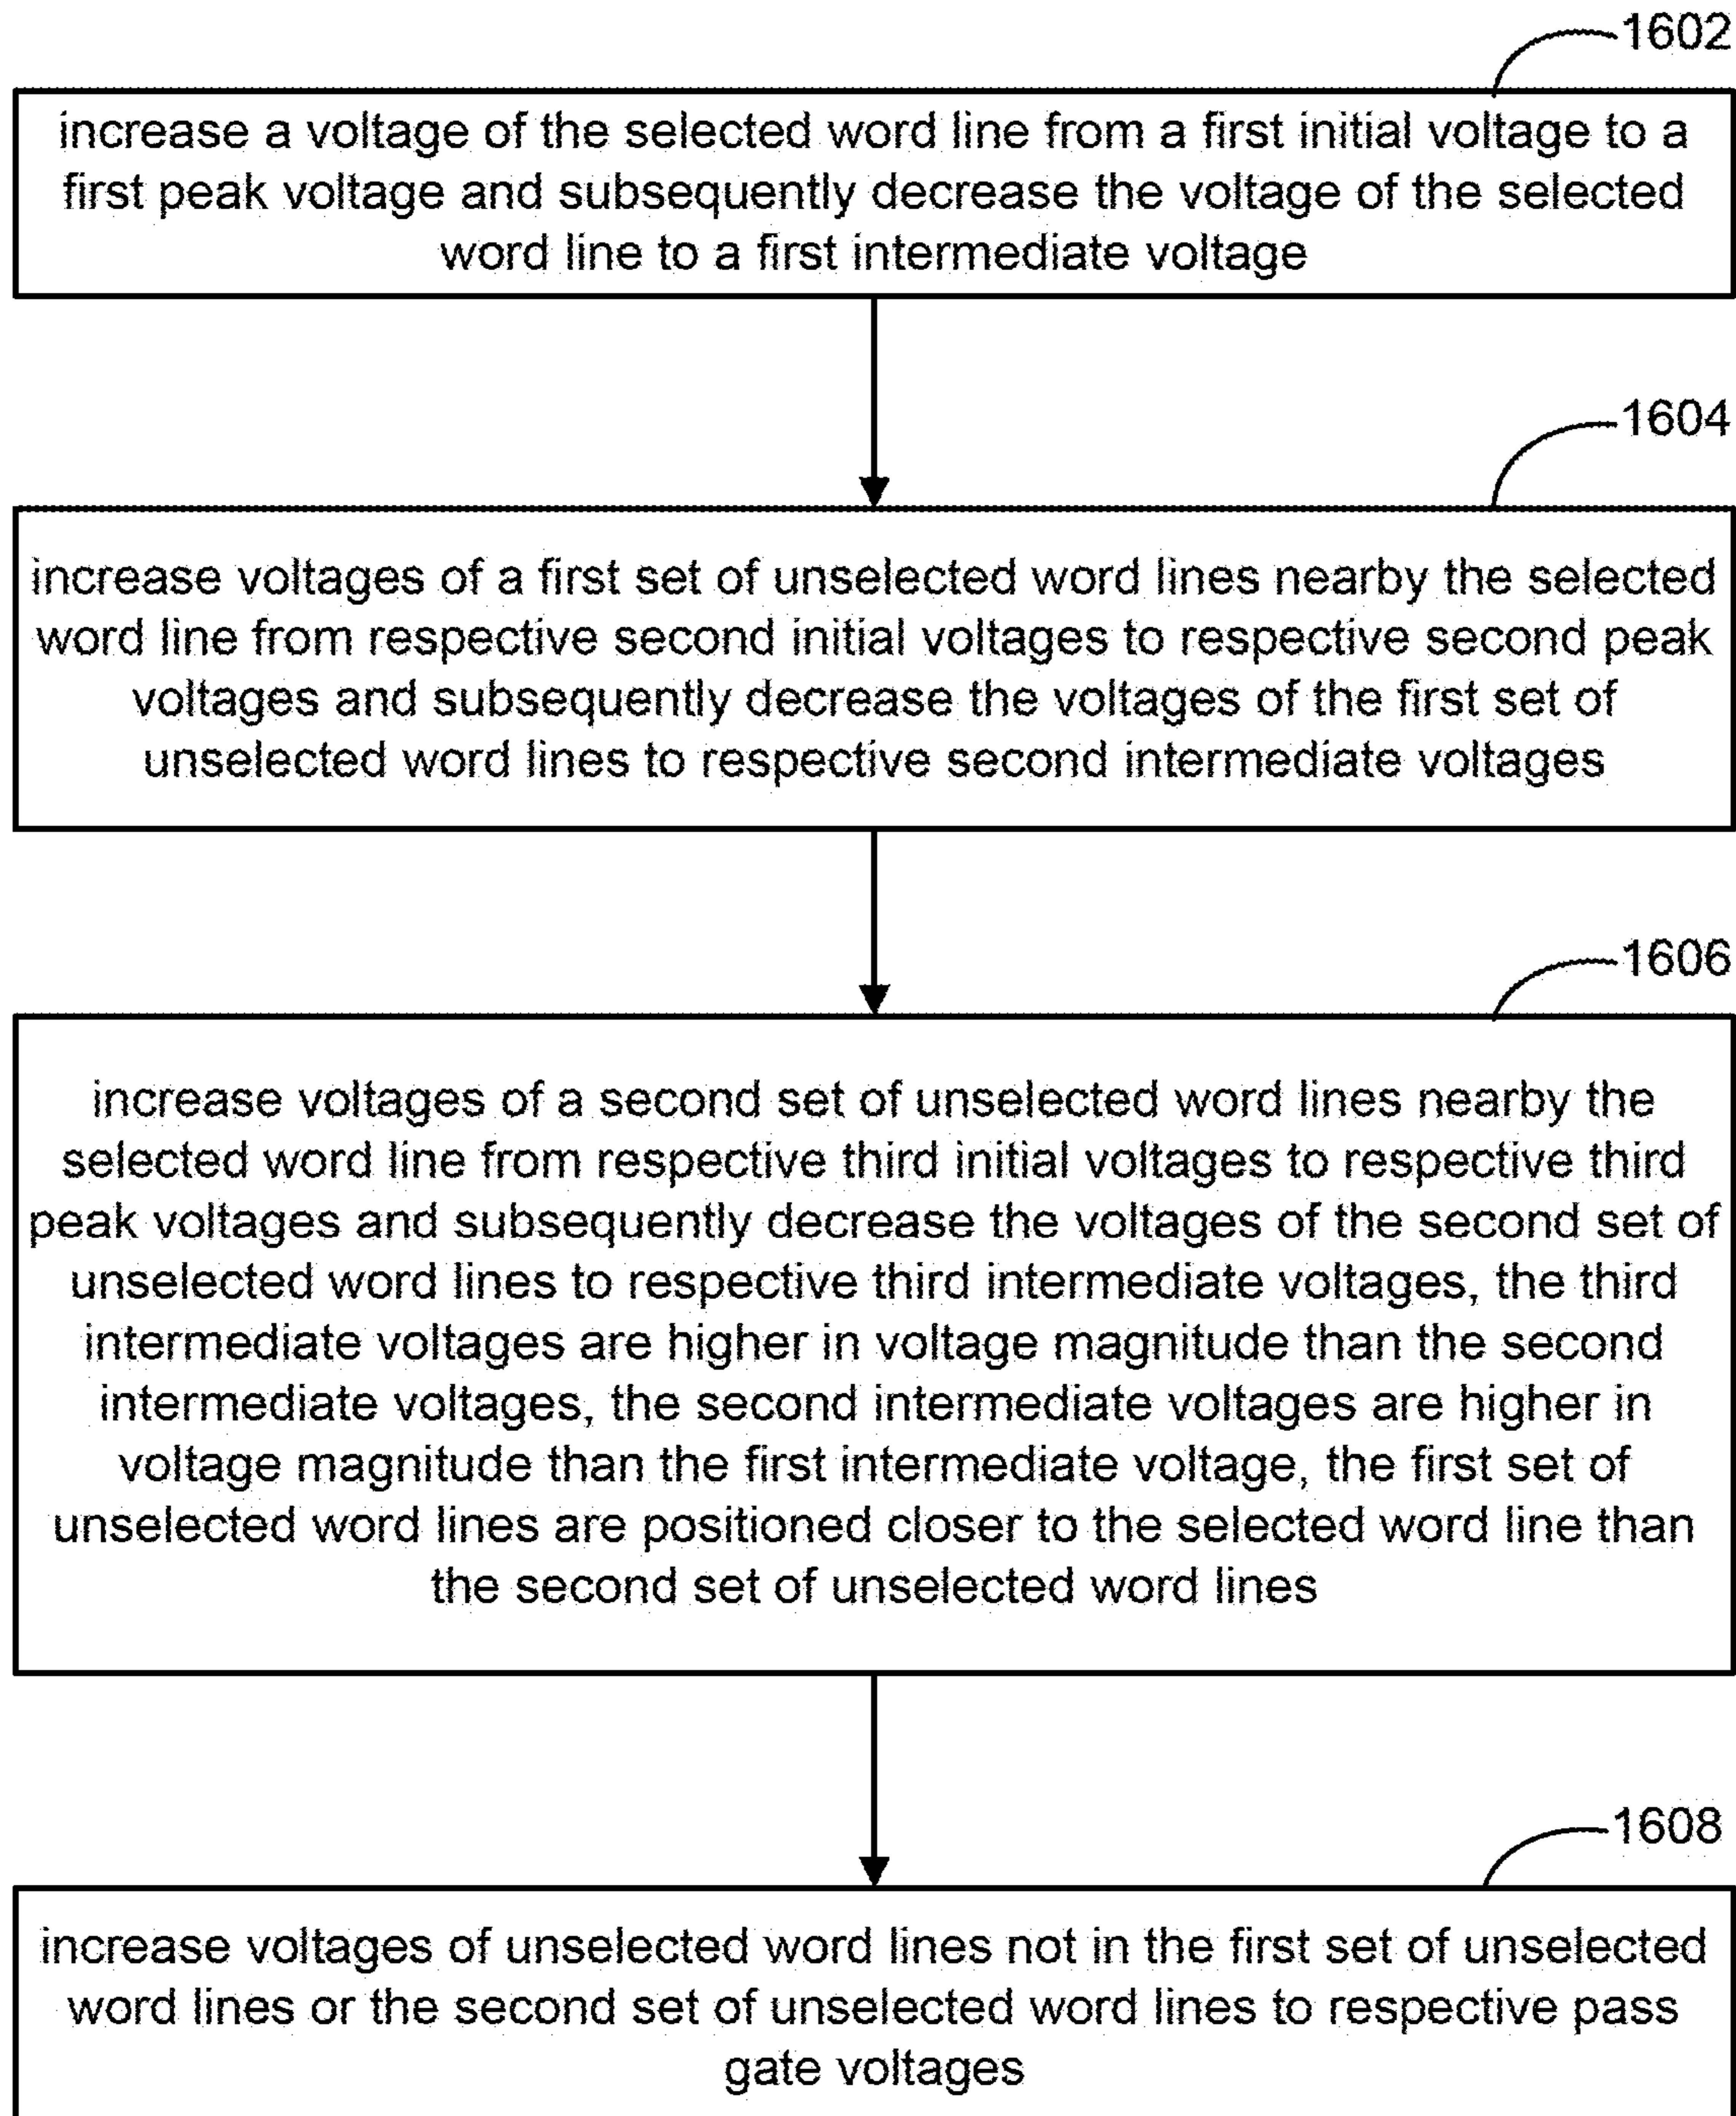 1602
increase a voltage of the selected word line from a first initial voltage to a
first peak voltage and subsequently decrease the voltage of the selected
word line to a first intermediate voltage
1604
increase voltages of a first set of unselected word lines nearby the selected
word line from respective second initial voltages to respective second peak
voltages and subsequently decrease the voltages of the first set of
unselected word lines to respective second intermediate voltages
1606
increase voltages of a second set of unselected word lines nearby the
selected word line from respective third initial voltages to respective third
peak voltages and subsequently decrease the voltages of the second set of
unselected word lines to respective third intermediate voltages, the third
intermediate voltages are higher in voltage magnitude than the second
intermediate voltages, the second intermediate voltages are higher in
voltage magnitude than the first intermediate voltage, the first set of
unselected word lines are positioned closer to the selected word line than
the second set of unselected word lines
1608
increase voltages of unselected word lines not in the first set of unselected
word lines or the second set of unselected word lines to respective pass
gate voltages